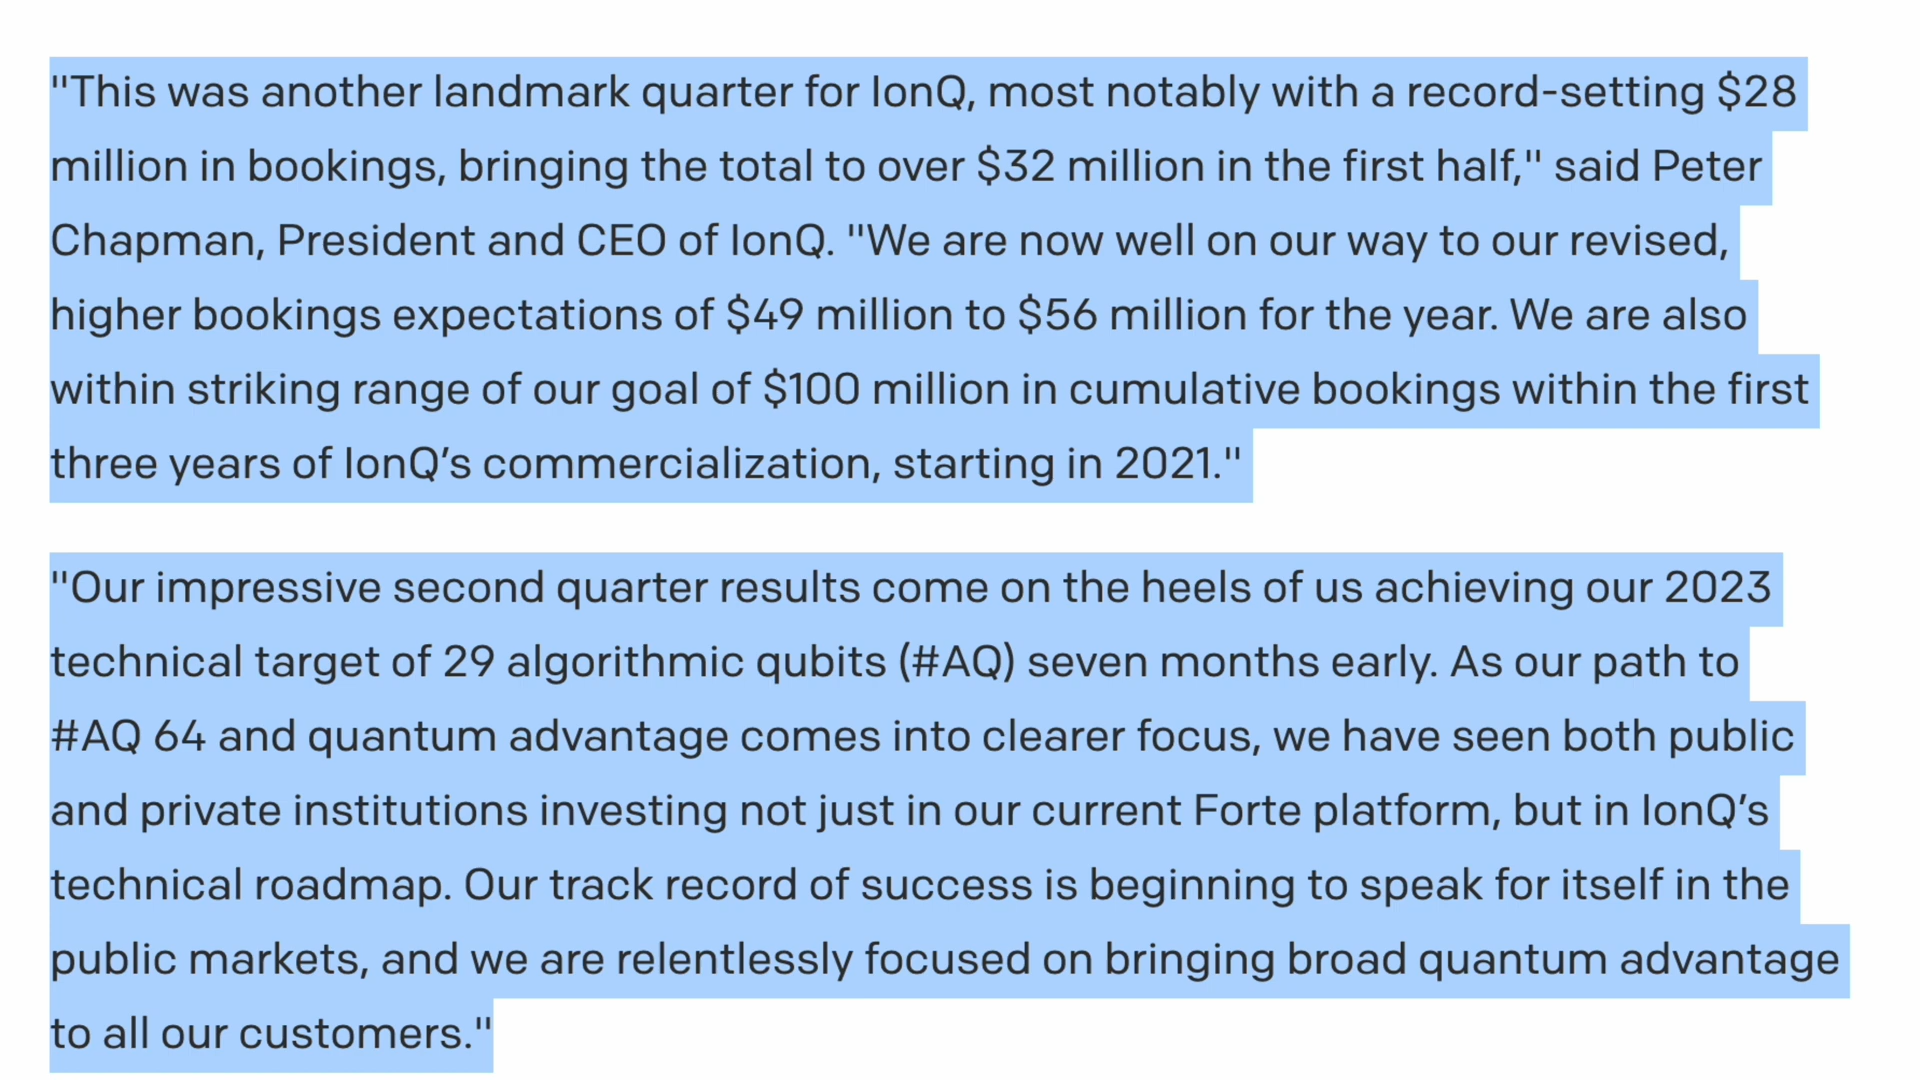 "This was another landmark quarter for IonQ, most notably with a record-setting $28
million in bookings, bringing the total to over $32 million in the first half," said Peter
Chapman, President and CEO of IonQ. "We are now well on our way to our revised,
higher bookings expectations of $49 million to $56 million for the year. We are also
within striking range of our goal of $100 million in cumulative bookings within the first
three years of IonQ’s commercialization, starting in 2021."
"Our impressive second quarter results come on the heels of us achieving our 2023
technical target of 29 algorithmic qubits (#AQ) seven months early. As our path to
#AQ 64 and quantum advantage comes into clearer focus, we have seen both public
and private institutions investing not just in our current Forte platform, but in IonQ’s
technical roadmap. Our track record of success is beginning to speak for itself in the
public markets, and we are relentlessly focused on bringing broad quantum advantage
to all our customers."